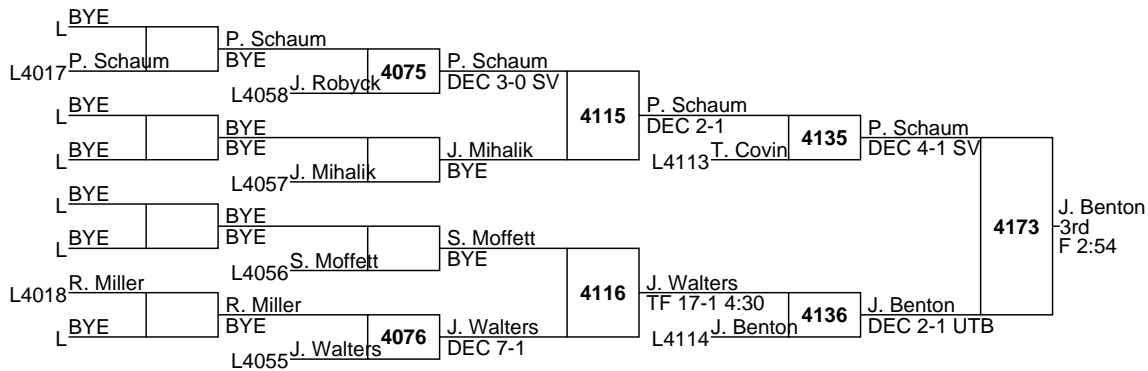 L BYE
L4017 P. Schaum
L BYE
L BYE
L BYE
L BYE
L4018 R. Miller
L BYE
P. Schaum
BYE
L4058 J. Robyck
BYE
BYE
L4057 J. Mihalik
BYE
BYE
L4056 S. Moffett
R. Miller
BYE
L4055 J. Walters
4075
4076
P. Schaum
DEC 3-0 SV
J. Mihalik
BYE
S. Moffett
BYE
J. Walters
DEC 7-1
4115
4116
P. Schaum
DEC 2-1
L4113 T. Covin
J. Walters
TF 17-1 4:30
L4114 J. Benton
4135
4136
P. Schaum
DEC 4-1 SV
J. Benton
DEC 2-1 UTB
4173
J. Benton
3rd
F 2:54